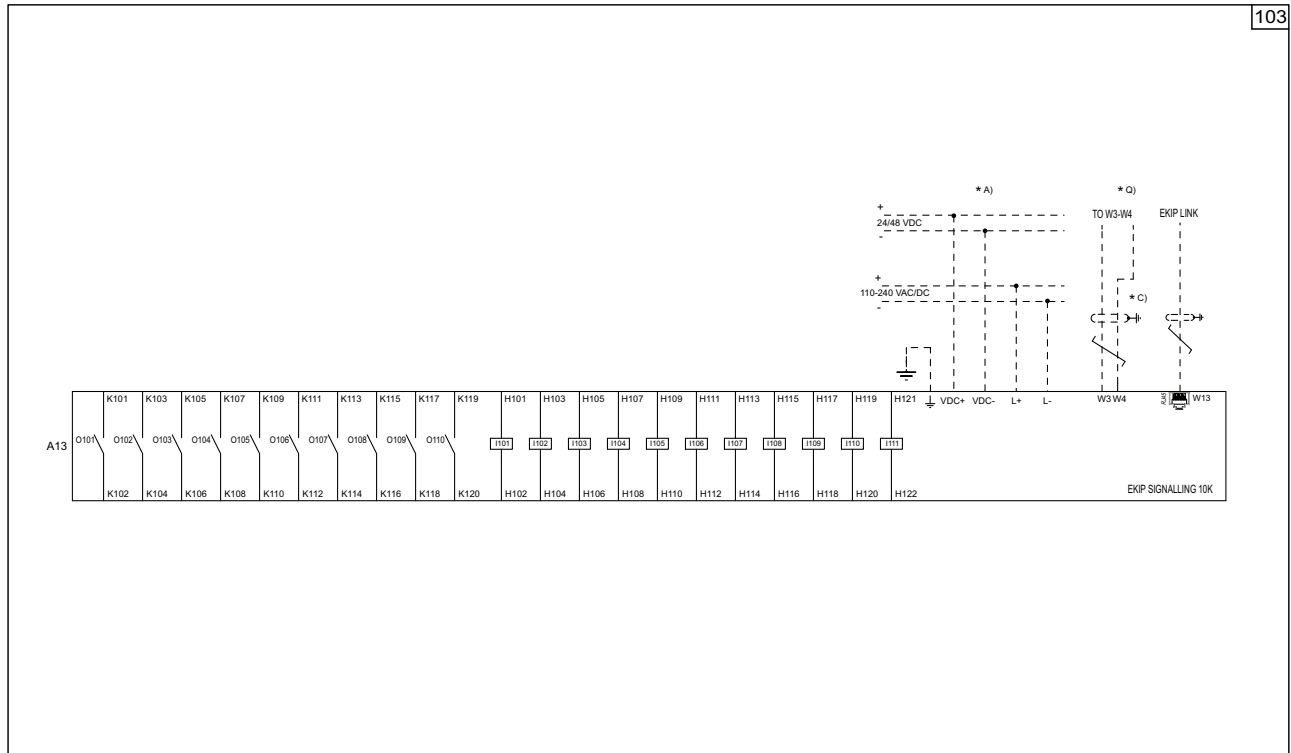 103
* A)
* Q)
+
24/48 VDC
-
TO W3-W4
EKIP LINK
+
110-240 VAC/DC
-
* C)
K101 K103 K105 K107 K109 K111 K113 K115 K117 K119 H101 H103 H105 H107 H109 H111 H113 H115 H117 H119 H121 VDC+ VDC- L+ L- W3 W4 RJ45 W13
A13 O101 O102 O103 O104 O105 O106 O107 O108 O109 O110 I101 I102 I103 I104 I105 I106 I107 I108 I109 I110 I111
K102 K104 K106 K108 K110 K112 K114 K116 K118 K120 H102 H104 H106 H108 H110 H112 H114 H116 H118 H120 H122 EKIP SIGNALLING 10K